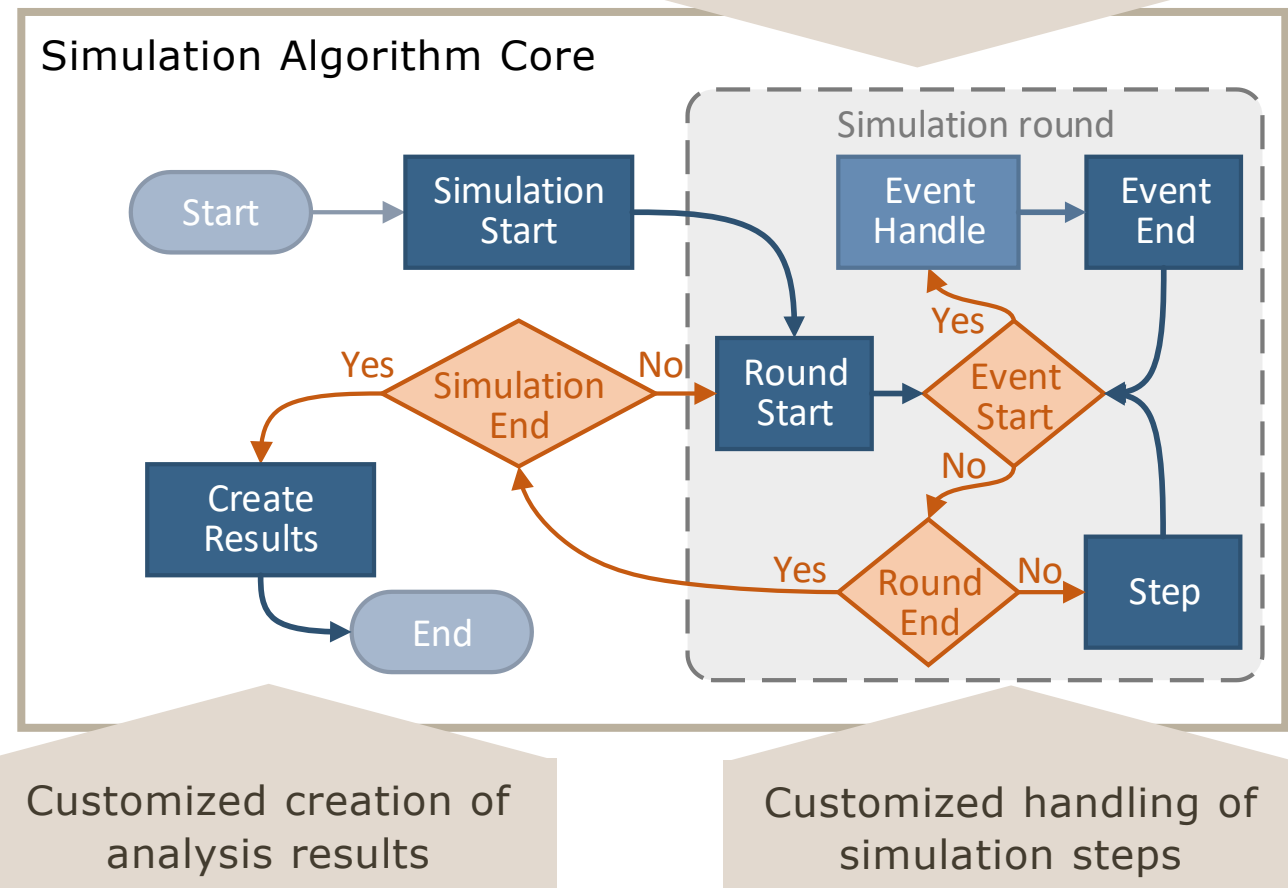 Simulation Algorithm Core
Simulation round
Start
Simulation
Start
Event
Handle
Event
End
Yes
Yes
Simulation
End
No
Round
Start
Event
Start
No
Create
Results
Yes
Round
End
No
Step
End
Customized creation of
analysis results
Customized handling of
simulation steps